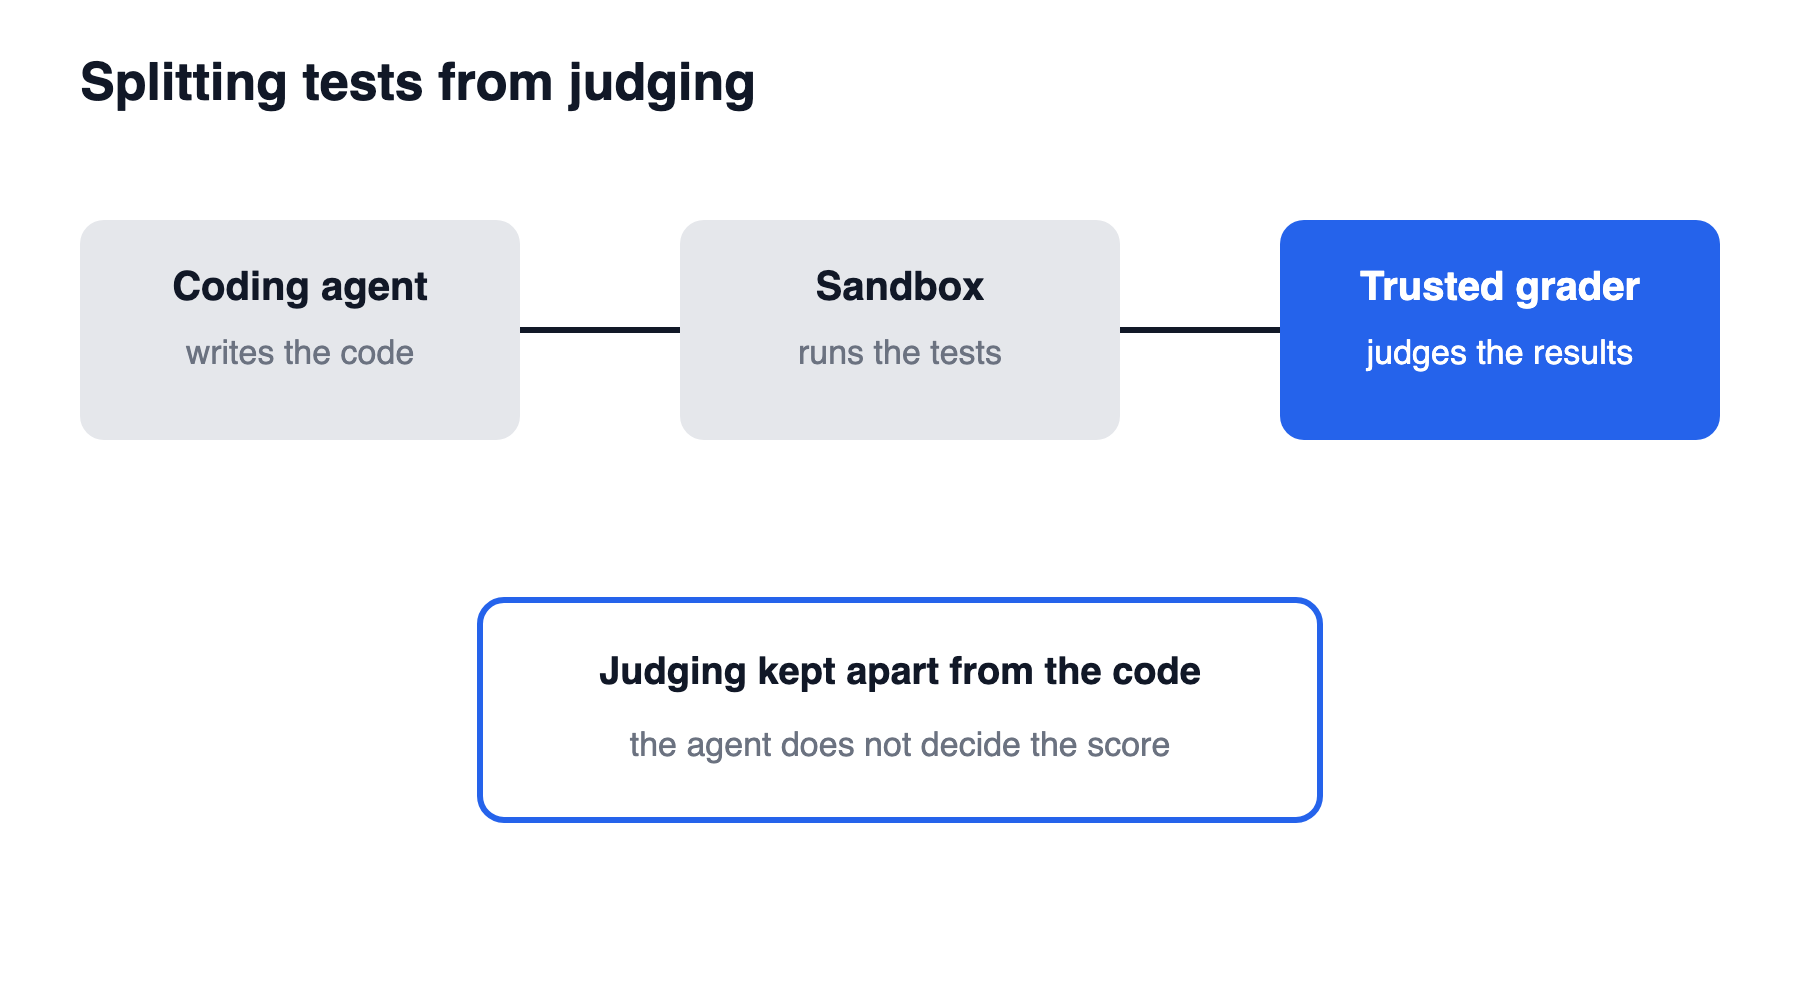 Splitting tests from judging
Coding agent
writes the code
Sandbox
runs the tests
Trusted grader
judges the results
Judging kept apart from the code
the agent does not decide the score